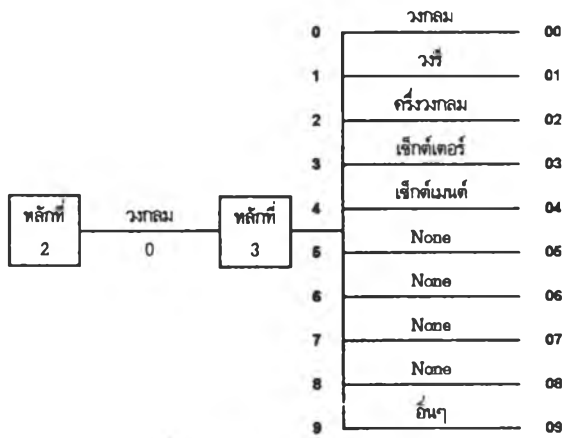 0 วงกลม 00
1 วงรี 01
2 ครึ่งวงกลม 02
3 เซ็กต์เตอร์ 03
4 เซ็กต์เมนต์ 04
หลักที่ 2
วงกลม 0
หลักที่ 3
5 None 05
6 None 06
7 None 07
8 None 08
9 อื่นๆ 09